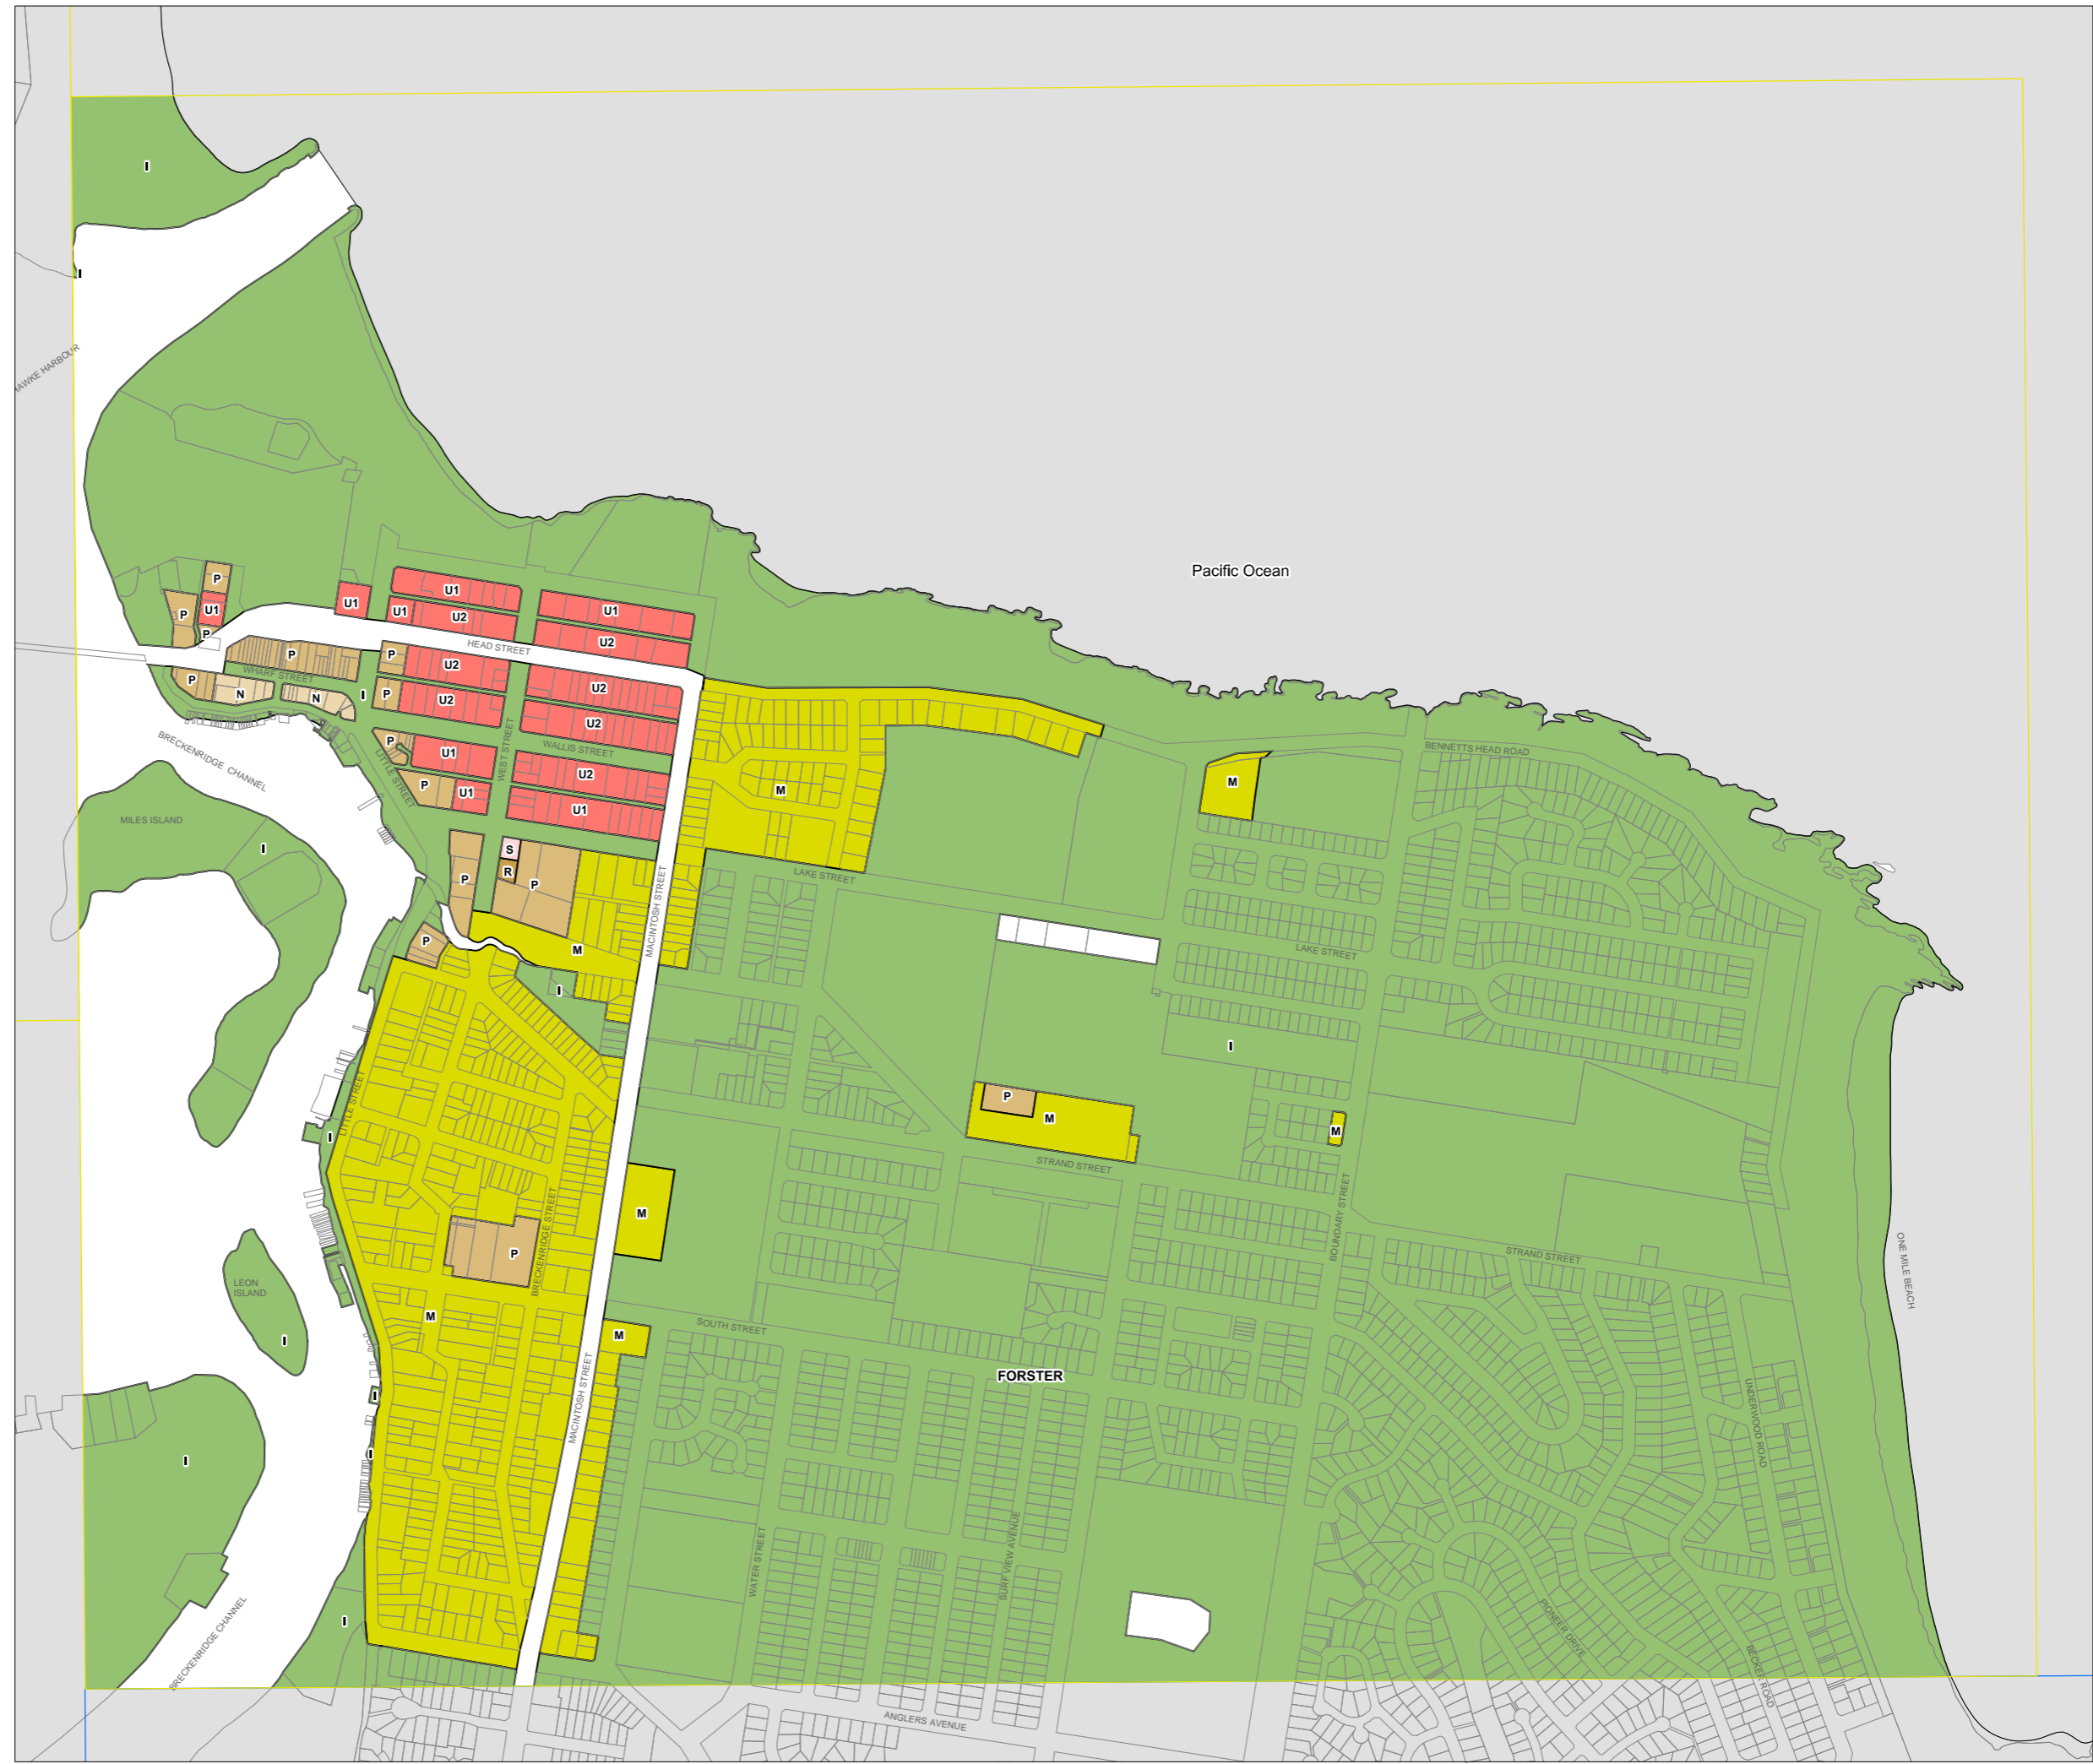 I
I
HAWKE HARBOUR
Pacific Ocean
P
U1
P
P
U1
U1
U1
U1
U2
U1
U2
HEAD STREET
P
P
U2
WHARF STREET
P
N
N
I
P
U2
U2
U2
BENNETTS HEAD ROAD
BRECKENRIDGE CHANNEL
P
U1
WEST STREET
WALLIS STREET
LITTLE STREET
U2
M
M
P
U1
U1
MILES ISLAND
I
S
R
P
P
LAKE STREET
MACINTOSH STREET
P
M
LAKE STREET
I
I
P
M
M
LITTLE STREET
I
STRAND STREET
BOUNDARY STREET
M
BRECKENRIDGE STREET
P
STRAND STREET
ONE MILE BEACH
LEON
ISLAND
I
M
M
SOUTH STREET
FORSTER
I
MACINTOSH STREET
UNDERWOOD ROAD
I
I
WATER STREET
SURF VIEW AVENUE
PIONEER DRIVE
I
BRECKENRIDGE CHANNEL
BECKER ROAD
ANGLERS AVENUE